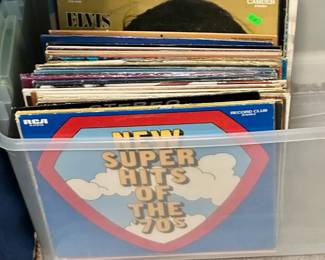 ELVIS
CAMDEN
STEREO
RCA
RECORD CLUB
NEW
SUPER
HITS
OF
THE
70s